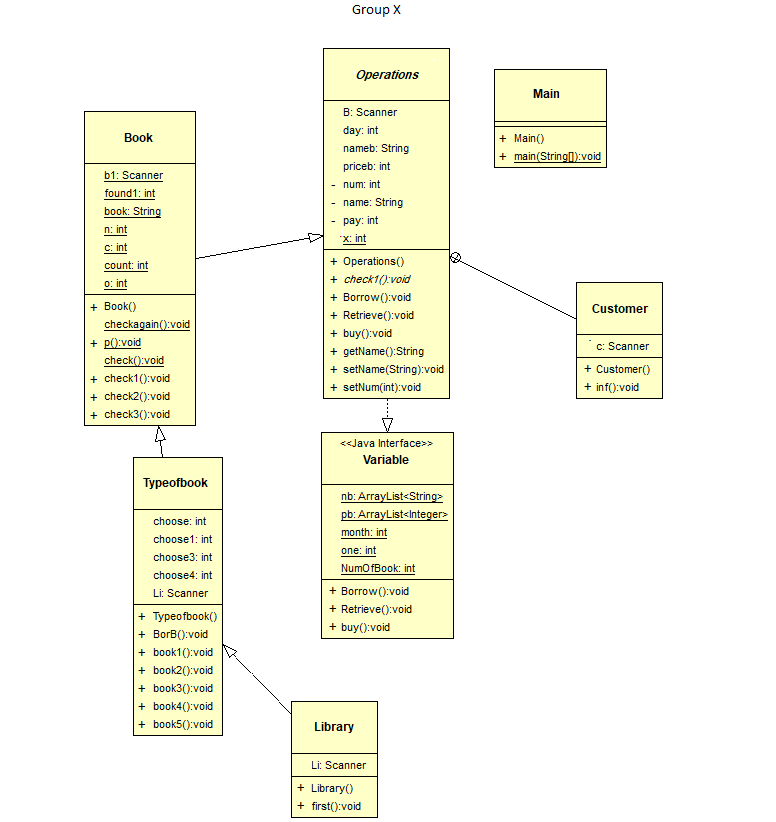 Group X
Operations
B: Scanner
day: int
nameb: String
priceb: int
- num: int
- name: String
- pay: int
x: int
+ Operations()
+ check1():void
+ Borrow():void
+ Retrieve():void
+ buy():void
+ getName():String
+ setName(String):void
+ setNum(int):void
Main
+ Main()
+ main(String[]):void
Book
b1: Scanner
found1: int
book: String
n: int
c: int
count: int
o: int
+ Book()
checkagain():void
+ p():void
check():void
+ check1():void
+ check2():void
+ check3():void
Customer
c: Scanner
+ Customer()
+ inf():void
<<Java Interface>>
Variable
nb: ArrayList<String>
pb: ArrayList<Integer>
month: int
one: int
NumOfBook: int
+ Borrow():void
+ Retrieve():void
+ buy():void
Typeofbook
choose: int
choose1: int
choose3: int
choose4: int
Li: Scanner
+ Typeofbook()
+ BorB():void
+ book1():void
+ book2():void
+ book3():void
+ book4():void
+ book5():void
Library
Li: Scanner
+ Library()
+ first():void